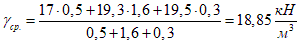 γср. = (17·0,5+19,3·1,6+19,5·0,3)/(0,5+1,6+0,3) = 18,85 кН/м³